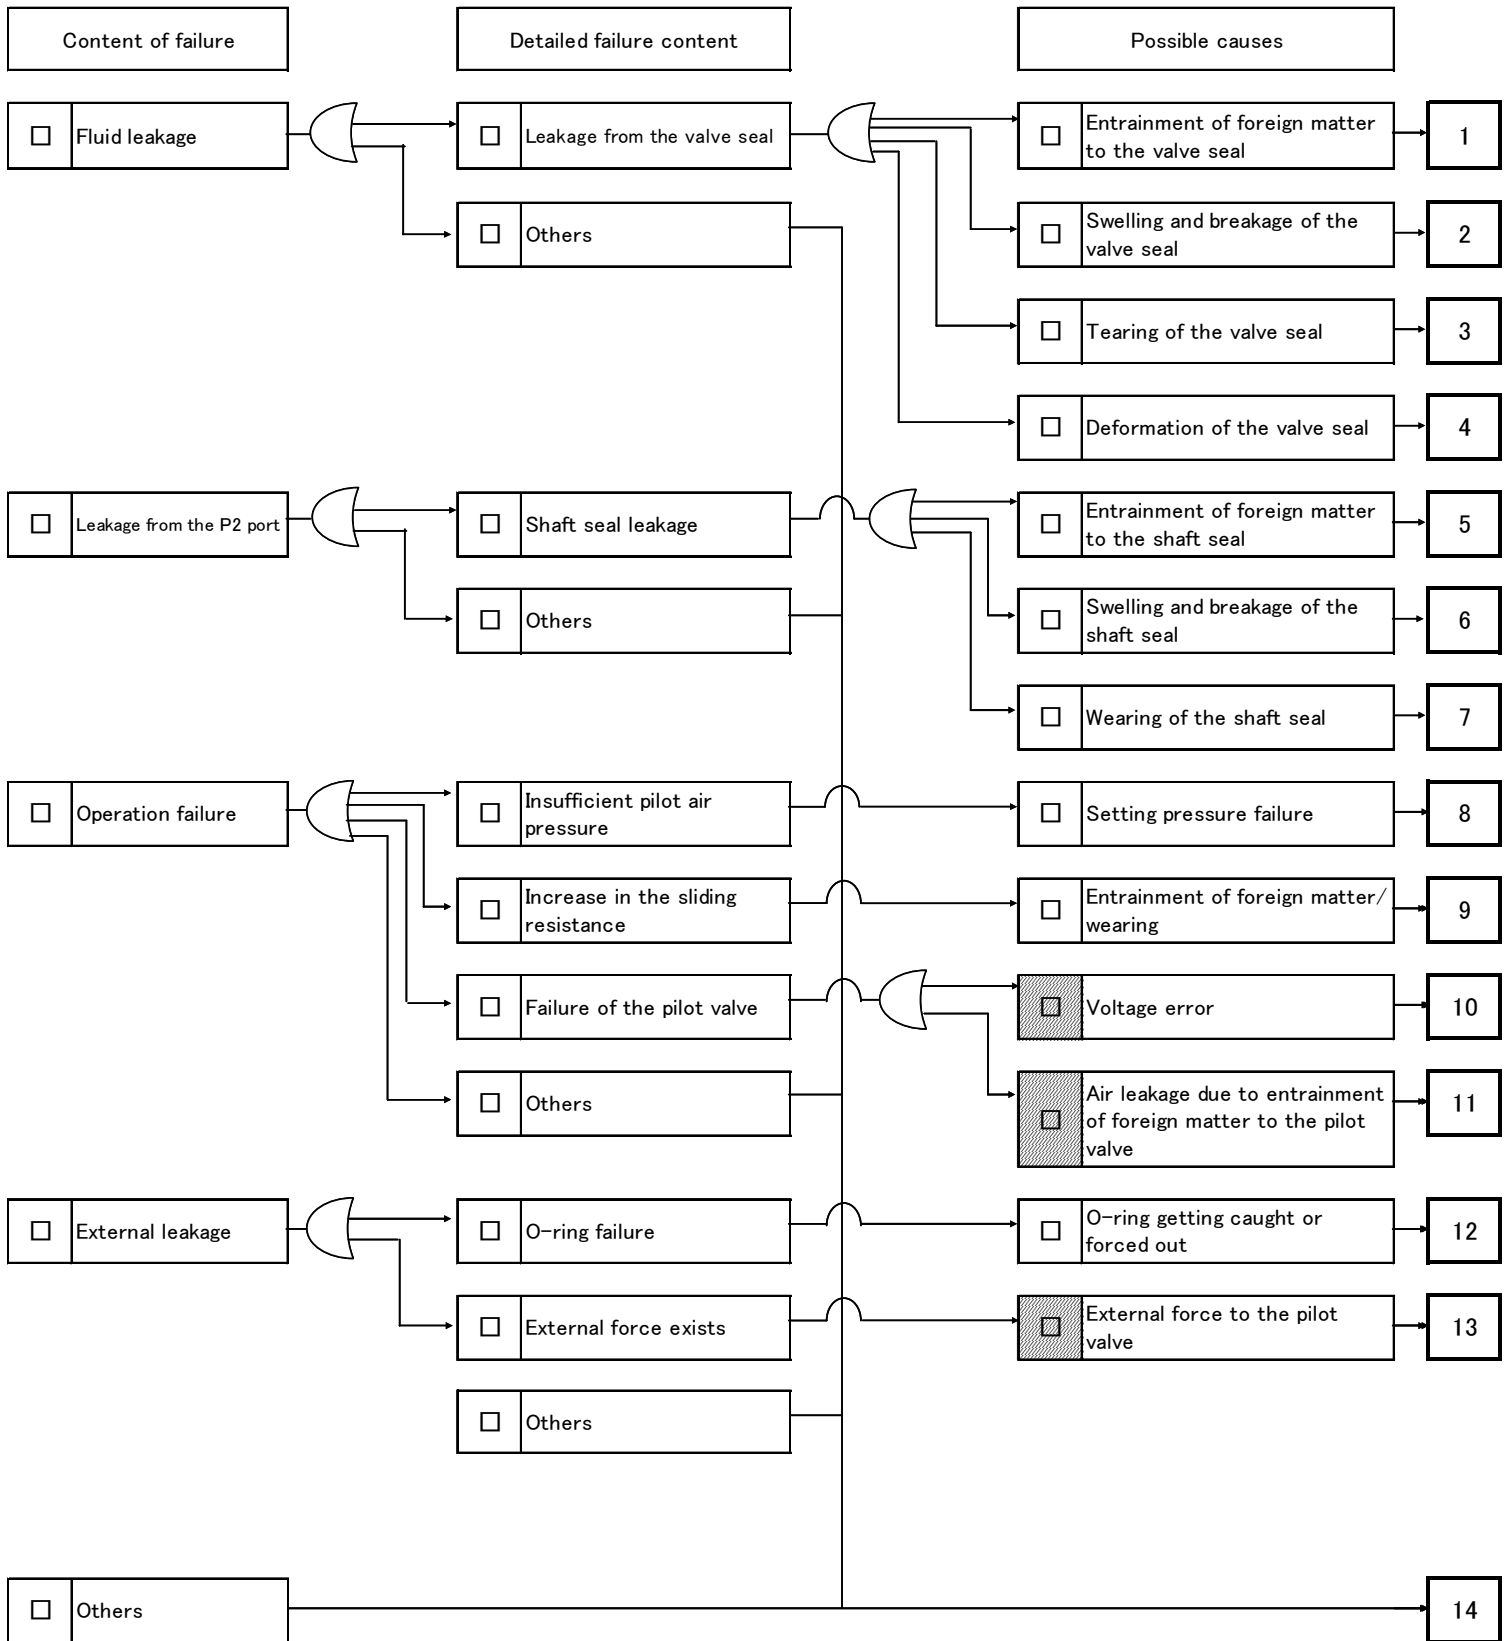 Content of failure
Detailed failure content
Possible causes
Fluid leakage
Leakage from the valve seal
Entrainment of foreign matter
to the valve seal
1
Others
Swelling and breakage of the
valve seal
2
Tearing of the valve seal
3
Deformation of the valve seal
4
Leakage from the P2 port
Shaft seal leakage
Entrainment of foreign matter
to the shaft seal
5
Others
Swelling and breakage of the
shaft seal
6
Wearing of the shaft seal
7
Operation failure
Insufficient pilot air
pressure
Setting pressure failure
8
Increase in the sliding
resistance
Entrainment of foreign matter/
wearing
9
Failure of the pilot valve
Voltage error
10
Others
Air leakage due to entrainment
of foreign matter to the pilot
valve
11
External leakage
O-ring failure
O-ring getting caught or
forced out
12
External force exists
External force to the pilot
valve
13
Others
Others
14